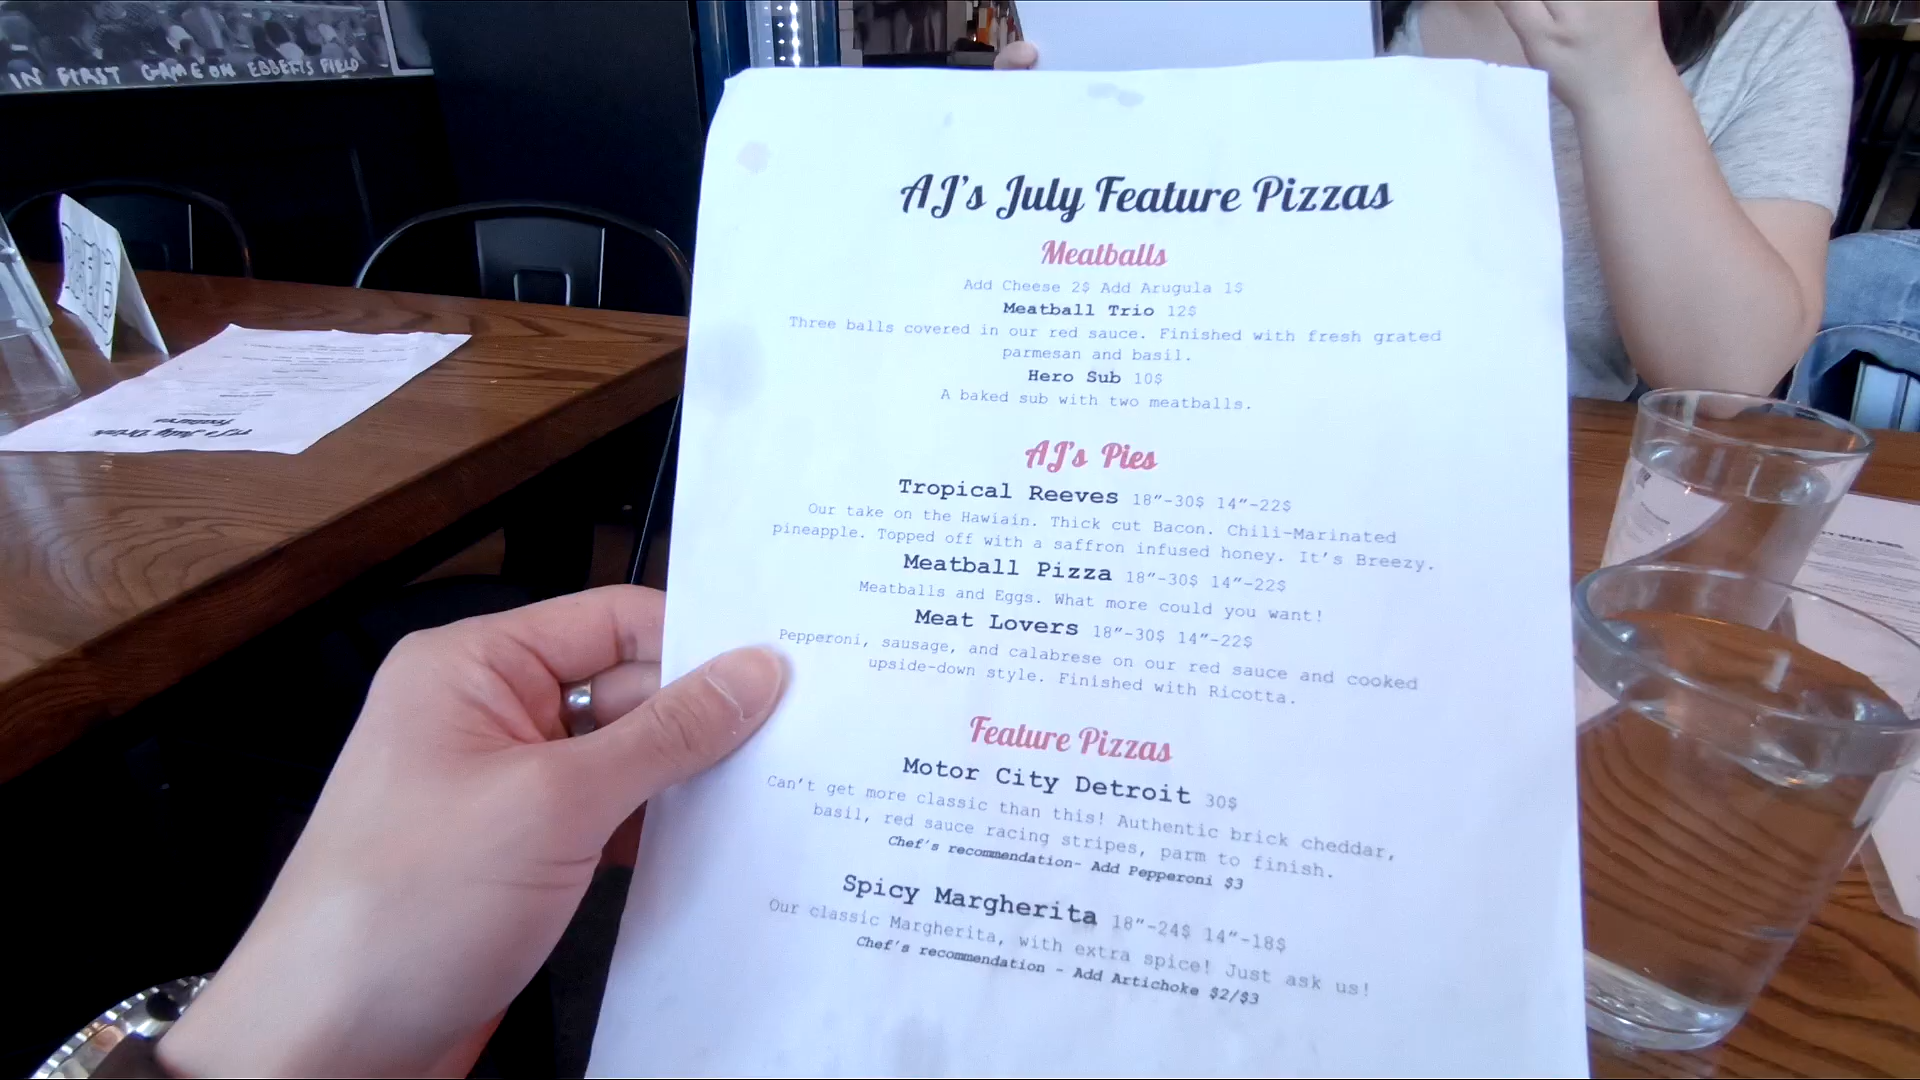 IN FIRST GAME ON EBBETS FIELD
AJ's July Feature Pizzas
Meatballs
Add Cheese 2$ Add Arugula 1$
Meatball Trio 12$
Three balls covered in our red sauce. Finished with fresh grated
parmesan and basil.
Hero Sub 10$
A baked sub with two meatballs.
AJ's Pies
Tropical Reeves 18"-30$ 14"-22$
Our take on the Hawiain. Thick cut Bacon. Chili-Marinated
pineapple. Topped off with a saffron infused honey. It's Breezy.
Meatball Pizza 18"-30$ 14"-22$
Meatballs and Eggs. What more could you want!
Meat Lovers 18"-30$ 14"-22$
Pepperoni, sausage, and calabrese on our red sauce and cooked
upside-down style. Finished with Ricotta.
Feature Pizzas
Motor City Detroit 30$
Can't get more classic than this! Authentic brick cheddar,
basil, red sauce racing stripes, parm to finish.
Chef's recommendation- Add Pepperoni $3
Spicy Margherita 18"-24$ 14"-18$
Our classic Margherita, with extra spice! Just ask us!
Chef's recommendation - Add Artichoke $2/$3
AJ's July Drink
Features